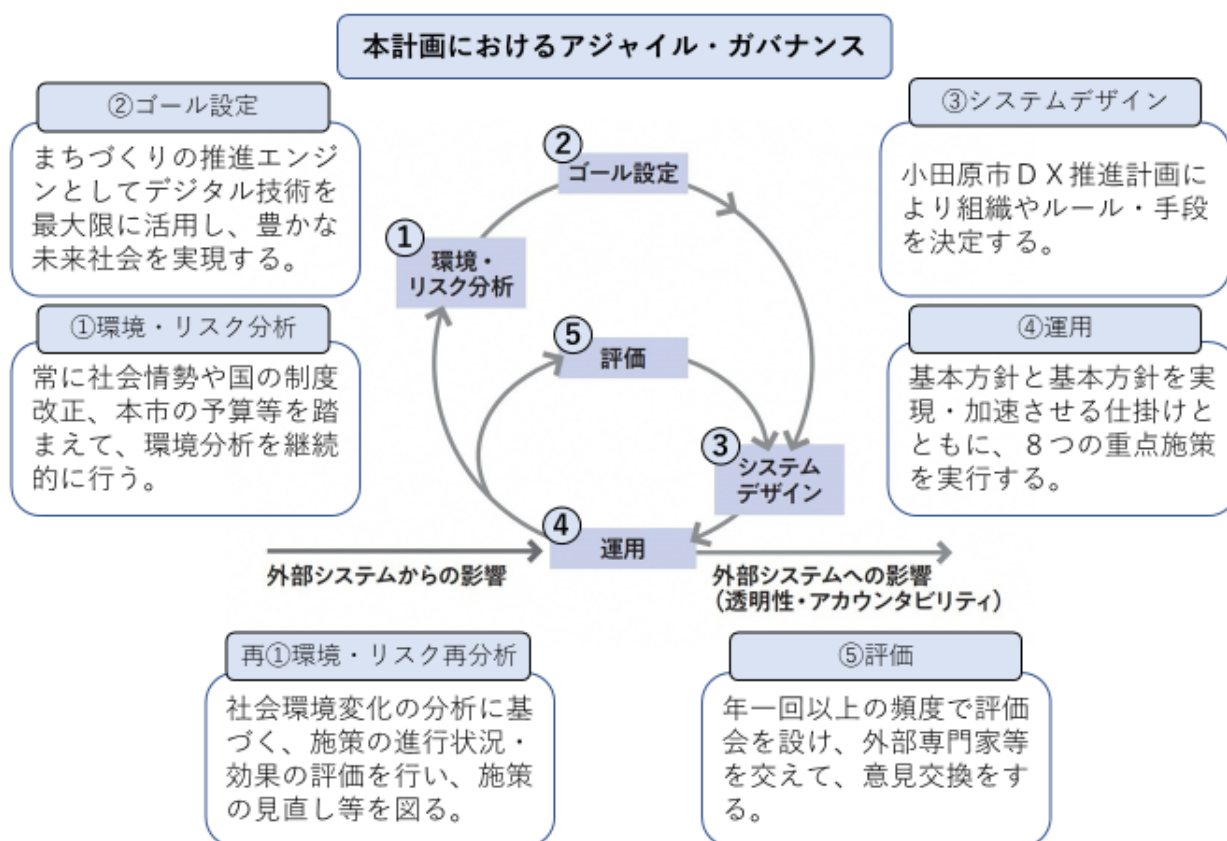 本計画におけるアジャイル・ガバナンス
②ゴール設定
まちづくりの推進エンジ
ンとしてデジタル技術を
最大限に活用し、豊かな
未来社会を実現する。
①環境・リスク分析
常に社会情勢や国の制度
改正、本市の予算等を踏
まえて、環境分析を継続
的に行う。
②
ゴール設定
①
環境・
リスク分析
⑤
評価
③
システム
デザイン
④
運用
外部システムからの影響
外部システムへの影響
（透明性・アカウンタビリティ）
③システムデザイン
小田原市ＤＸ推進計画に
より組織やルール・手段
を決定する。
④運用
基本方針と基本方針を実
現・加速させる仕掛けと
ともに、８つの重点施策
を実行する。
再①環境・リスク再分析
社会環境変化の分析に基
づく、施策の進行状況・
効果の評価を行い、施策
の見直し等を図る。
⑤評価
年一回以上の頻度で評価
会を設け、外部専門家等
を交えて、意見交換をす
る。